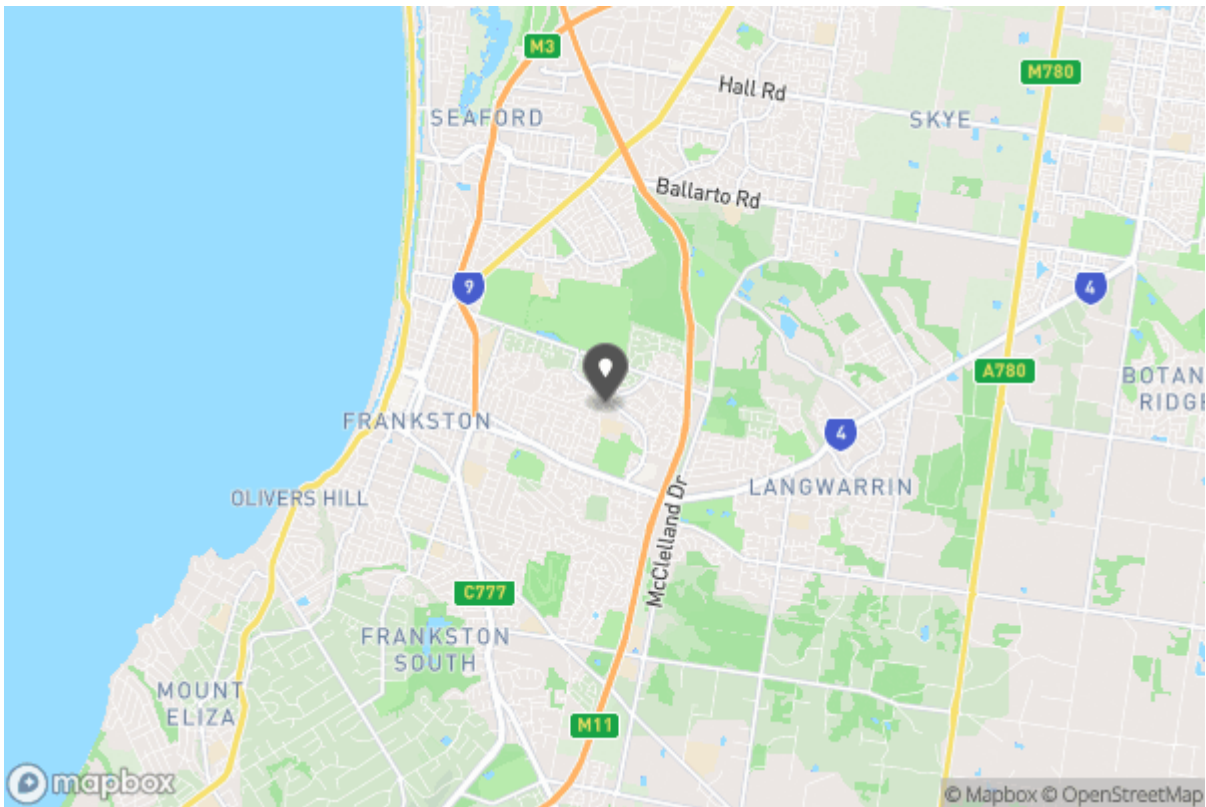 M3
Hall Rd
M780
SEAFORD
SKYE
Ballarto Rd
9
4
A780
BOTAN
RIDGE
FRANKSTON
4
OLIVERS HILL
LANGWARRIN
McClelland Dr
C777
FRANKSTON
SOUTH
MOUNT
ELIZA
M11
mapbox
© Mapbox © OpenStreetMap